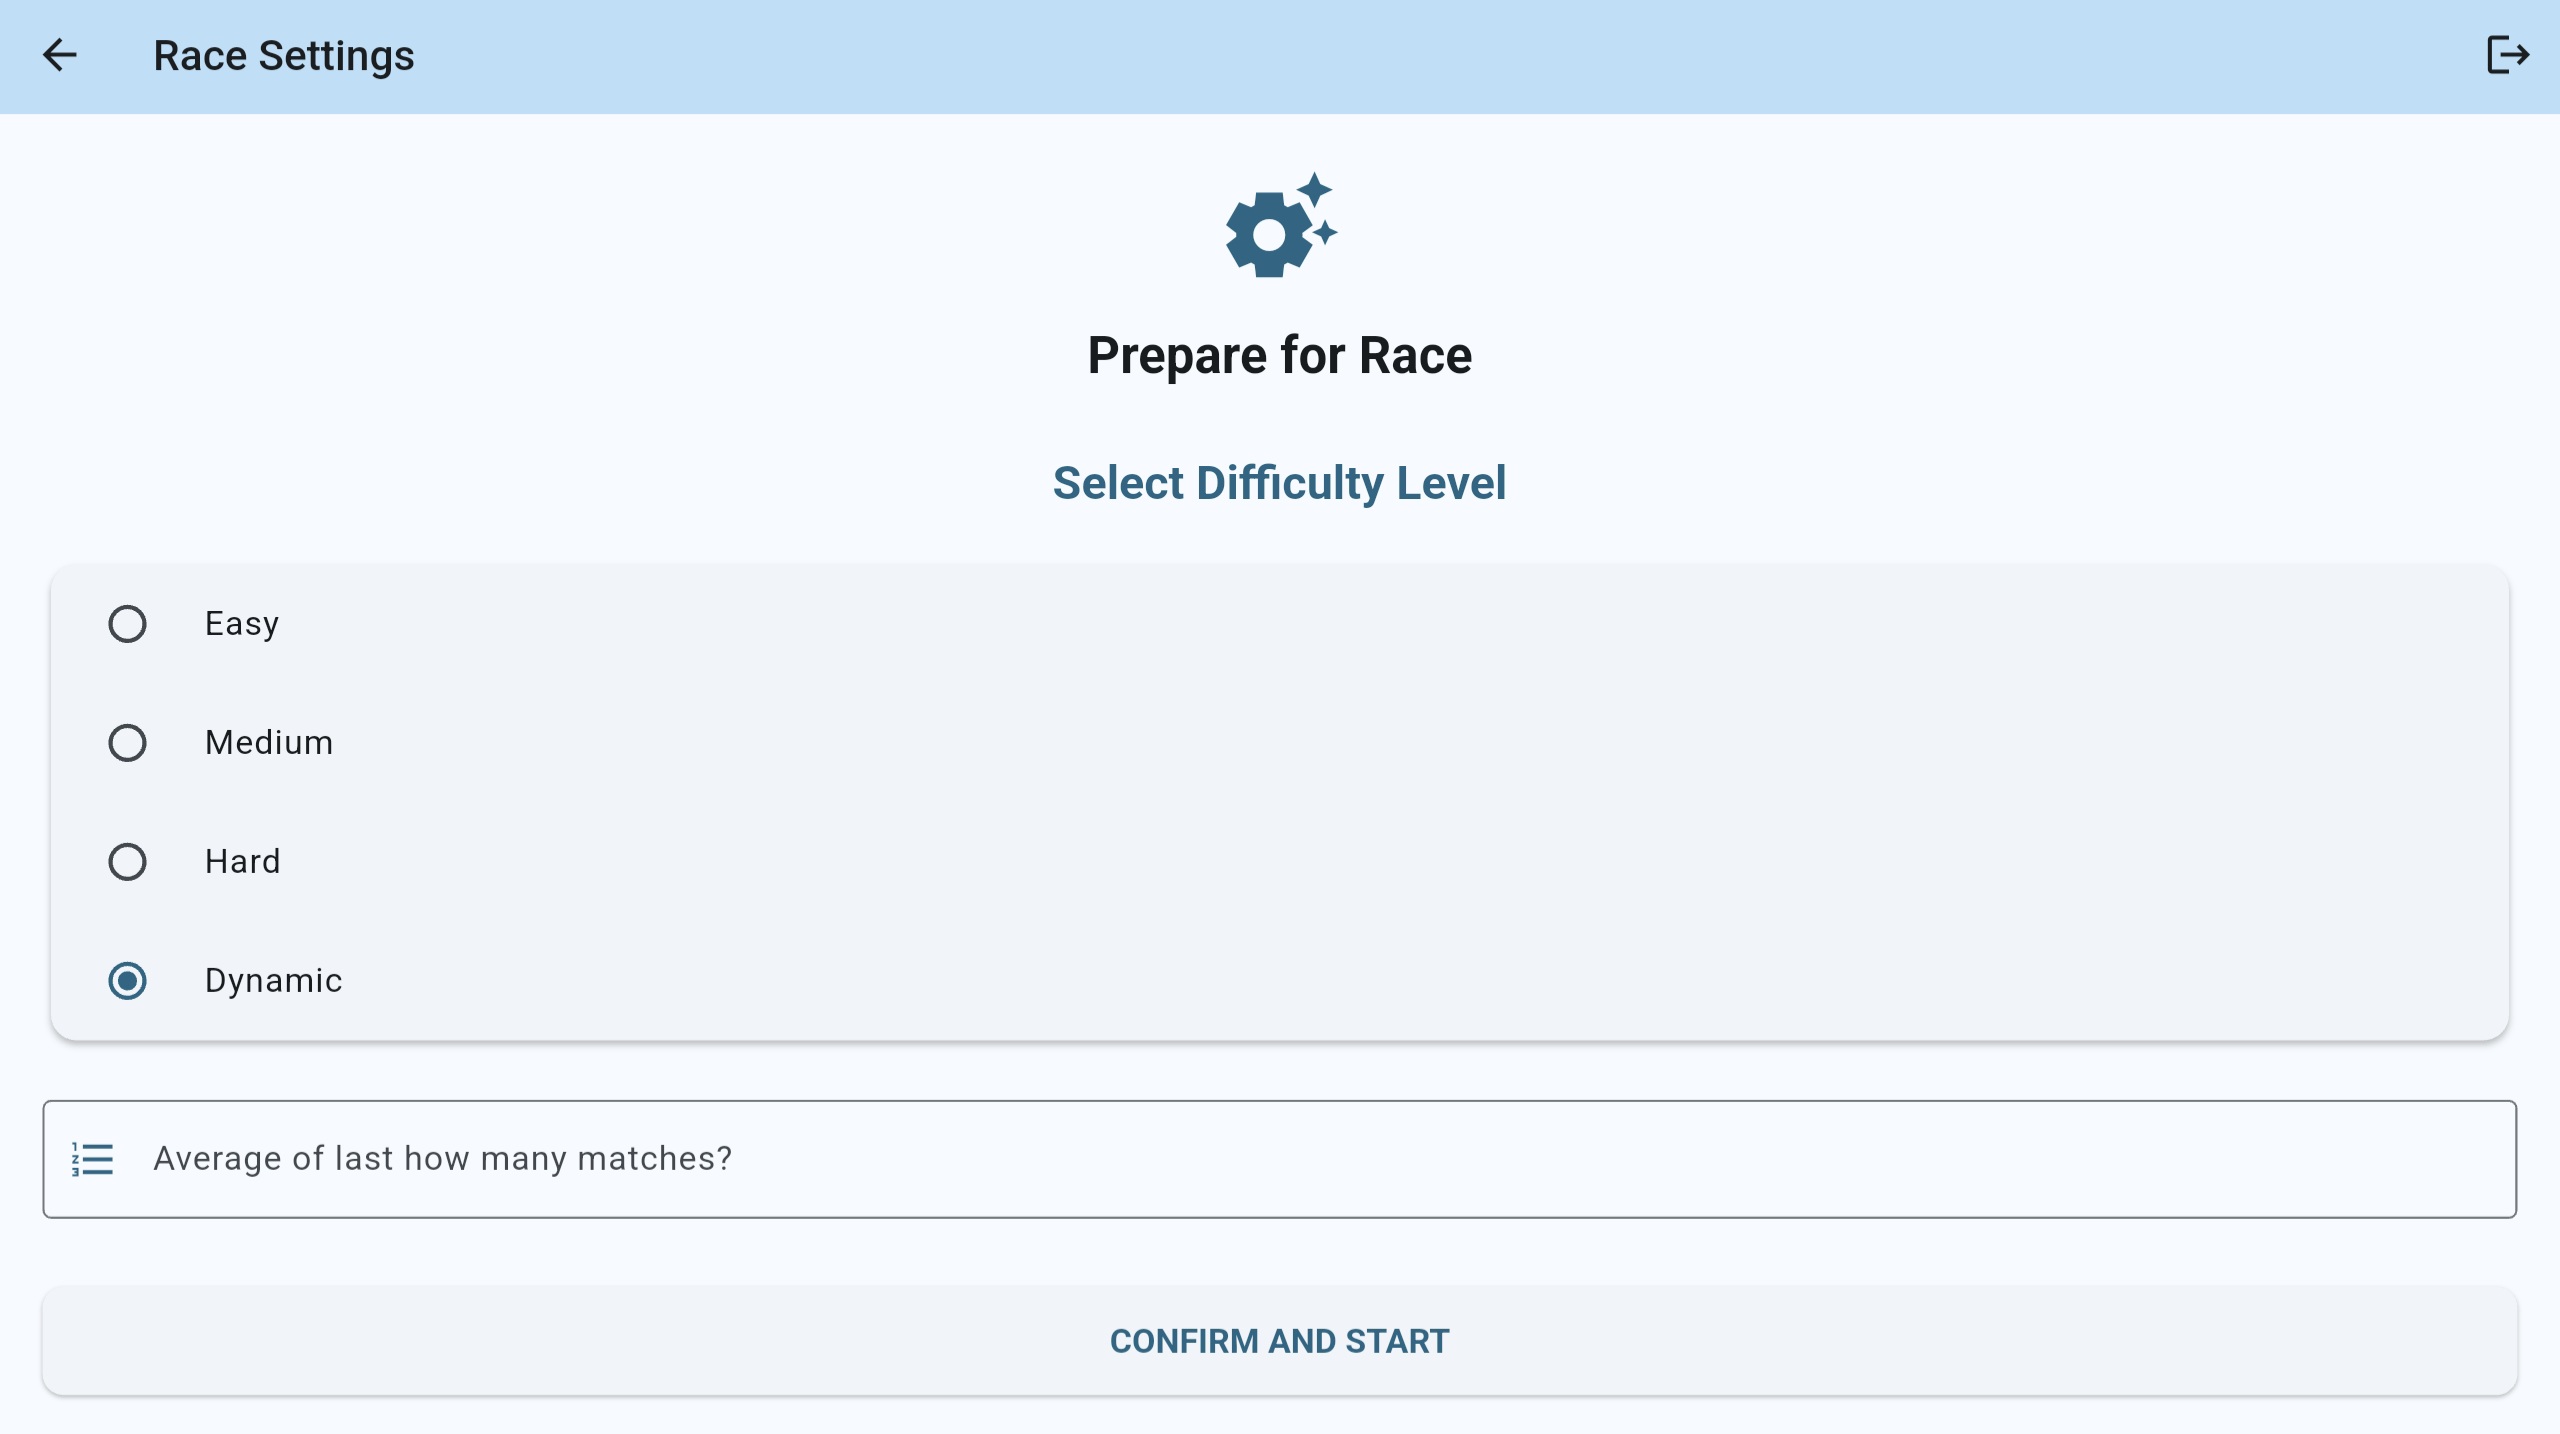 Race Settings
Prepare for Race
Select Difficulty Level
Easy
Medium
Hard
Dynamic
Average of last how many matches?
CONFIRM AND START